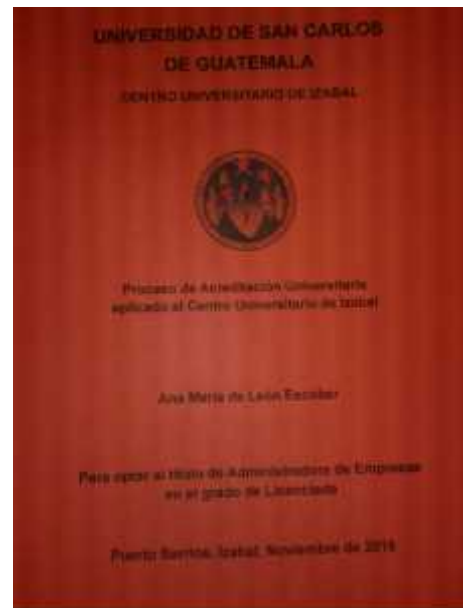 UNIVERSIDAD DE SAN CARLOS
DE GUATEMALA
CENTRO UNIVERSITARIO DE IZABAL
Proceso de Acreditación Universitaria
aplicado al Centro Universitario de Izabal
Ana María de León Escobar
Para optar al título de Administradora de Empresas
en el grado de Licenciada
Puerto Barrios, Izabal, Noviembre de